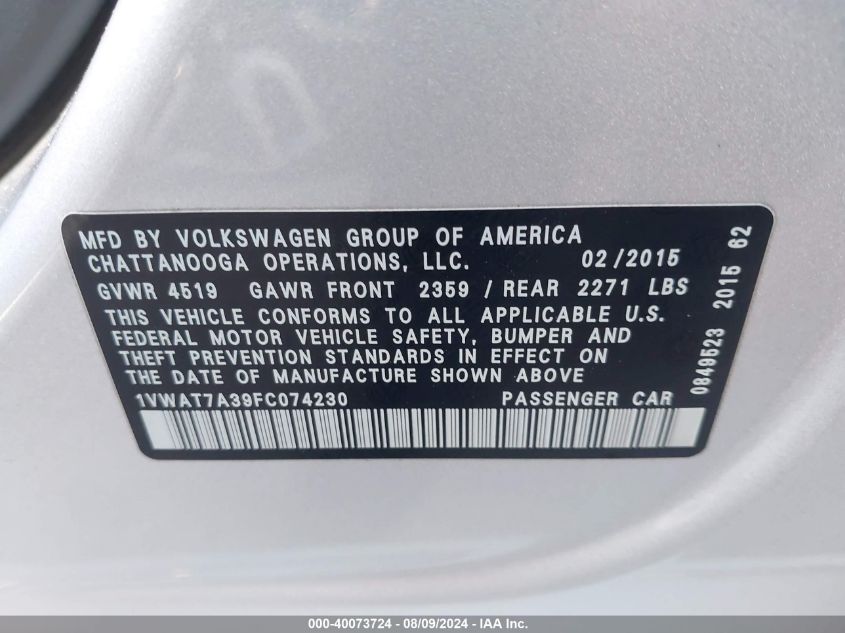 MFD BY VOLKSWAGEN GROUP OF AMERICA
CHATTANOOGA OPERATIONS, LLC. 02/2015
GVWR 4519 GAWR FRONT 2359 / REAR 2271 LBS
THIS VEHICLE CONFORMS TO ALL APPLICABLE U.S.
FEDERAL MOTOR VEHICLE SAFETY, BUMPER AND
THEFT PREVENTION STANDARDS IN EFFECT ON
THE DATE OF MANUFACTURE SHOWN ABOVE
1VWAT7A39FC074230 PASSENGER CAR
0849523 2015 62
000-40073724 - 08/09/2024 - IAA Inc.